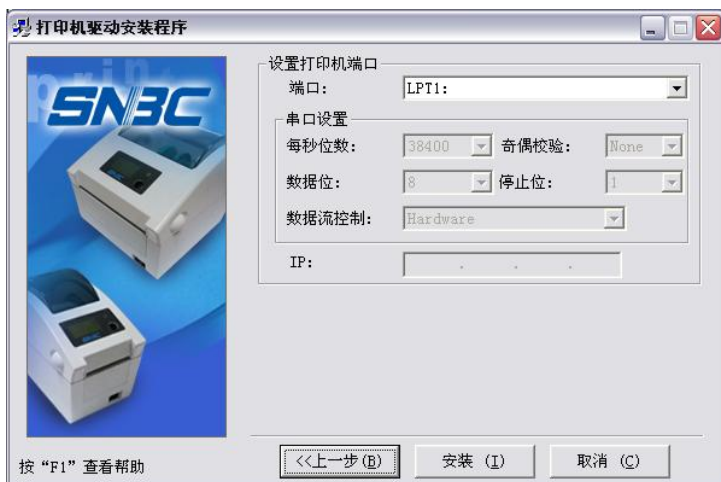 打印机驱动安装程序
print
SNBC
设置打印机端口
端口: LPT1:
串口设置
每秒位数: 38400 奇偶校验: None
数据位: 8 停止位: 1
数据流控制: Hardware
IP: . . .
按“F1”查看帮助
<<上一步(B) 安装 (I) 取消 (C)